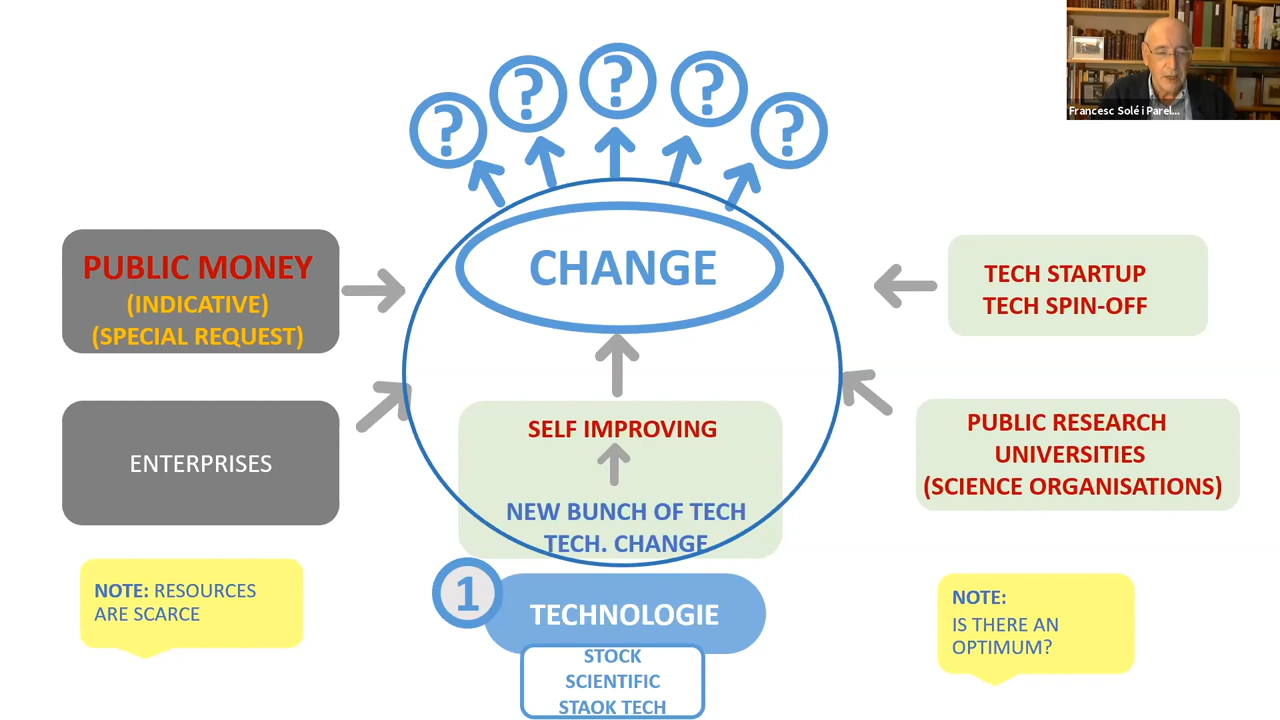 ? ? ? ? ?
Francesc Solé i Parel...
CHANGE
PUBLIC MONEY
(INDICATIVE)
(SPECIAL REQUEST)
TECH STARTUP
TECH SPIN-OFF
ENTERPRISES
SELF IMPROVING
NEW BUNCH OF TECH
TECH. CHANGE
PUBLIC RESEARCH
UNIVERSITIES
(SCIENCE ORGANISATIONS)
NOTE: RESOURCES
ARE SCARCE
1
TECHNOLOGIE
STOCK
SCIENTIFIC
STAOK TECH
NOTE:
IS THERE AN
OPTIMUM?